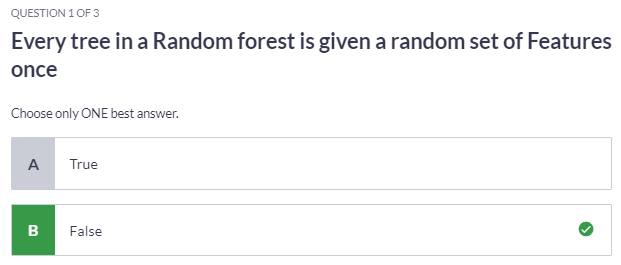 QUESTION 1 OF 3
Every tree in a Random forest is given a random set of Features
once
Choose only ONE best answer.
A True
B False